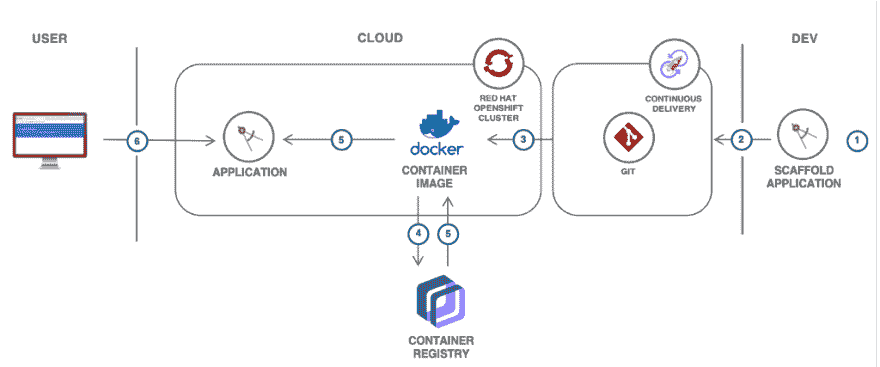 USER
CLOUD
DEV
RED HAT
OPENSHIFT
CLUSTER
CONTINUOUS
DELIVERY
6
5
docker
3
2
1
APPLICATION
CONTAINER
IMAGE
GIT
SCAFFOLD
APPLICATION
4
5
CONTAINER
REGISTRY